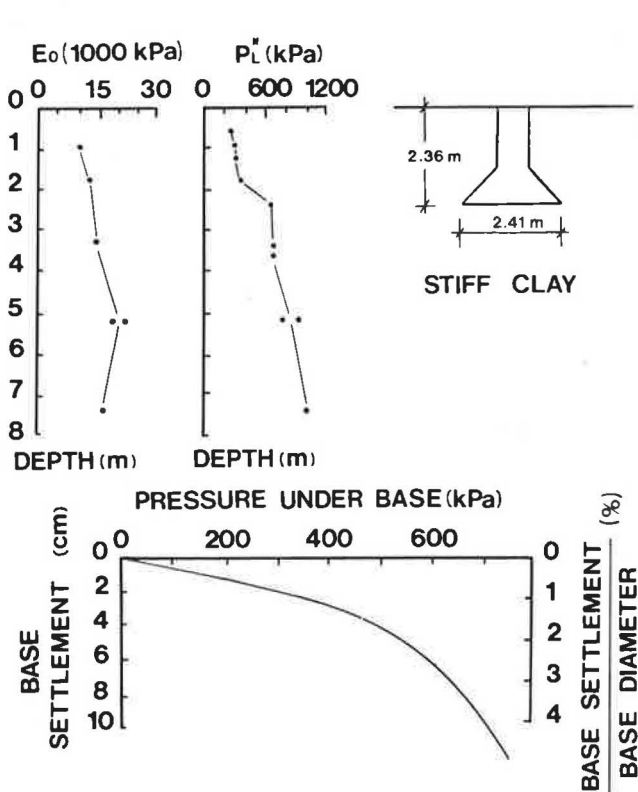 E₀ (1000 kPa)
0 15 30
0
1
2
3
4
5
6
7
8
DEPTH (m)
P*L (kPa)
0 600 1200
DEPTH (m)
2.36 m
2.41 m
STIFF CLAY
PRESSURE UNDER BASE (kPa)
0 200 400 600
BASE
SETTLEMENT (cm)
0
2
4
6
8
10
0
1
2
3
4
BASE SETTLEMENT (%)
BASE DIAMETER